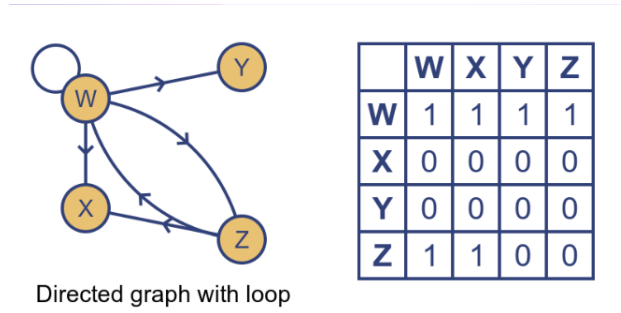 Y
W
X
Z
Directed graph with loop
W X Y Z
W 1 1 1 1
X 0 0 0 0
Y 0 0 0 0
Z 1 1 0 0